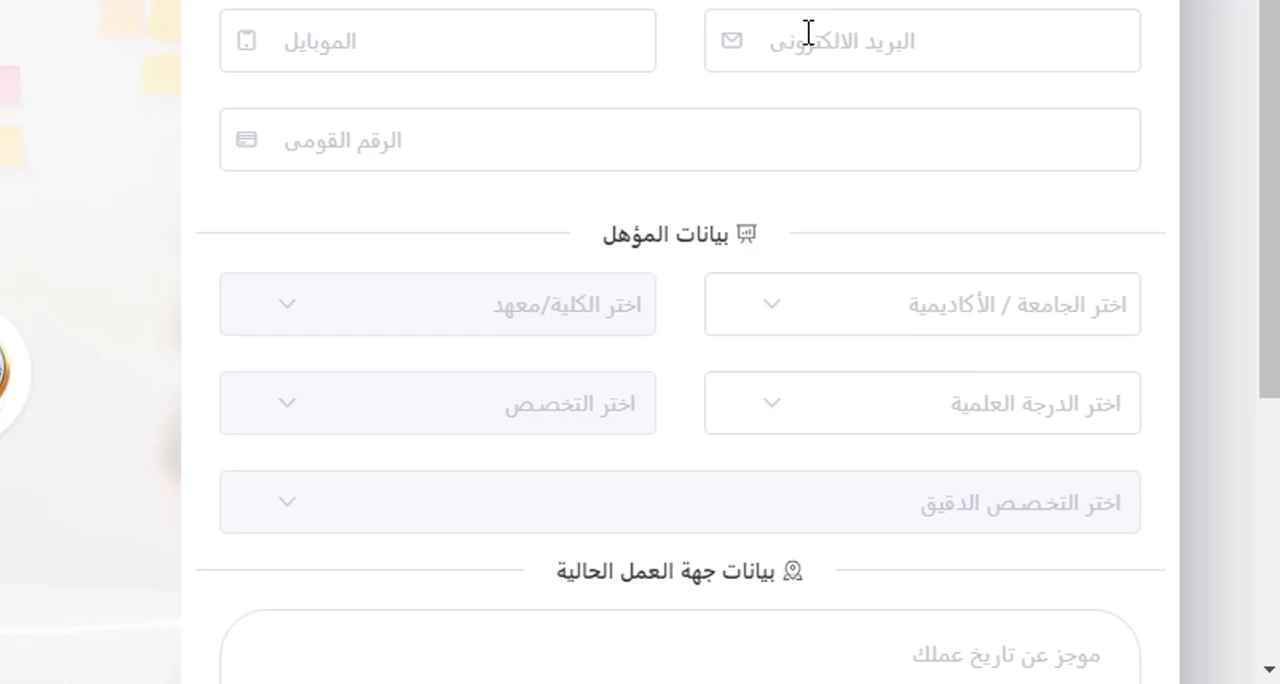 البريد الالكترونى
الموبايل
الرقم القومى
بيانات المؤهل
اختر الجامعة / الأكاديمية
اختر الكلية/معهد
اختر الدرجة العلمية
اختر التخصص
اختر التخصص الدقيق
بيانات جهة العمل الحالية
موجز عن تاريخ عملك